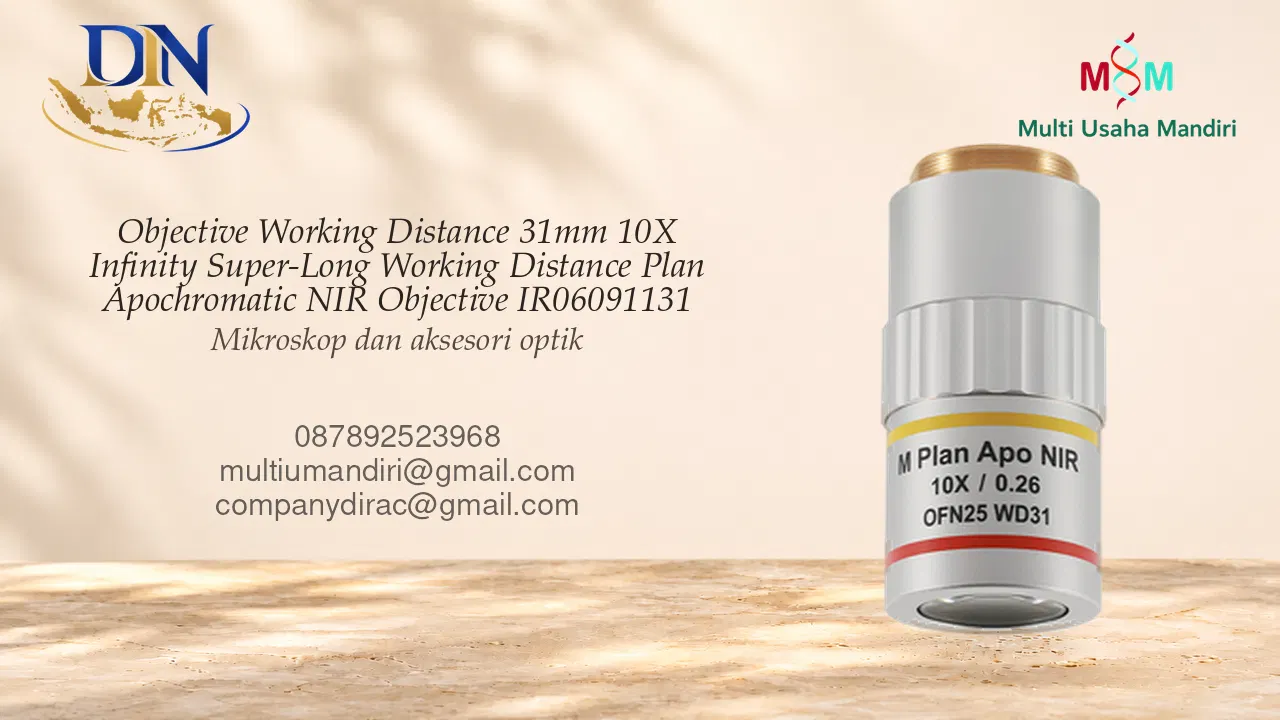 DN
M M
Multi Usaha Mandiri
Objective Working Distance 31mm 10X
Infinity Super-Long Working Distance Plan
Apochromatic NIR Objective IR06091131
Mikroskop dan aksesori optik
087892523968
multiumandiri@gmail.com
companydirac@gmail.com
M Plan Apo NIR
10X / 0.26
OFN25 WD31